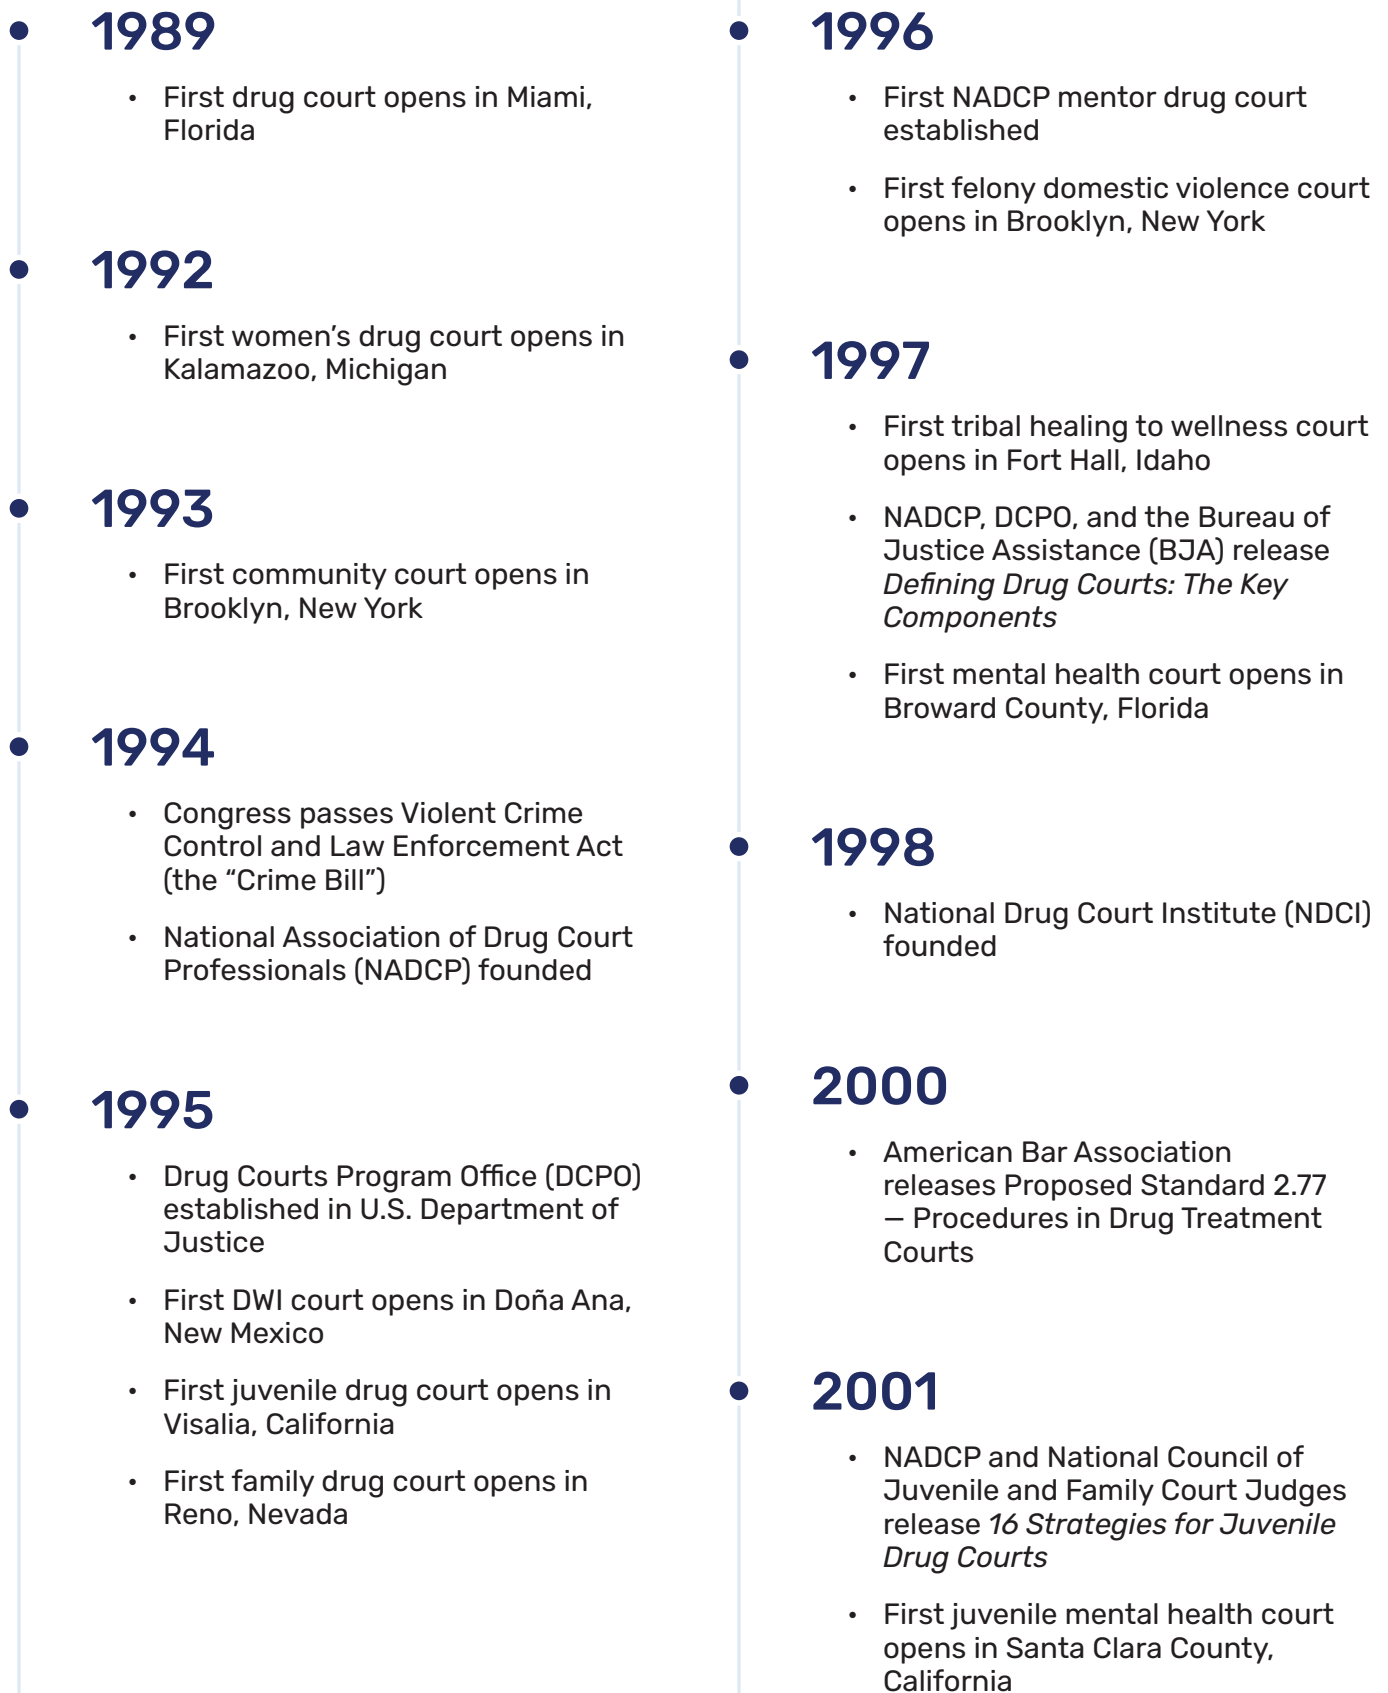 1989
• First drug court opens in Miami,
Florida
1992
• First women’s drug court opens in
Kalamazoo, Michigan
1993
• First community court opens in
Brooklyn, New York
1994
• Congress passes Violent Crime
Control and Law Enforcement Act
(the “Crime Bill”)
• National Association of Drug Court
Professionals (NADCP) founded
1995
• Drug Courts Program Office (DCPO)
established in U.S. Department of
Justice
• First DWI court opens in Doña Ana,
New Mexico
• First juvenile drug court opens in
Visalia, California
• First family drug court opens in
Reno, Nevada
1996
• First NADCP mentor drug court
established
• First felony domestic violence court
opens in Brooklyn, New York
1997
• First tribal healing to wellness court
opens in Fort Hall, Idaho
• NADCP, DCPO, and the Bureau of
Justice Assistance (BJA) release
Defining Drug Courts: The Key
Components
• First mental health court opens in
Broward County, Florida
1998
• National Drug Court Institute (NDCI)
founded
2000
• American Bar Association
releases Proposed Standard 2.77
— Procedures in Drug Treatment
Courts
2001
• NADCP and National Council of
Juvenile and Family Court Judges
release 16 Strategies for Juvenile
Drug Courts
• First juvenile mental health court
opens in Santa Clara County,
California